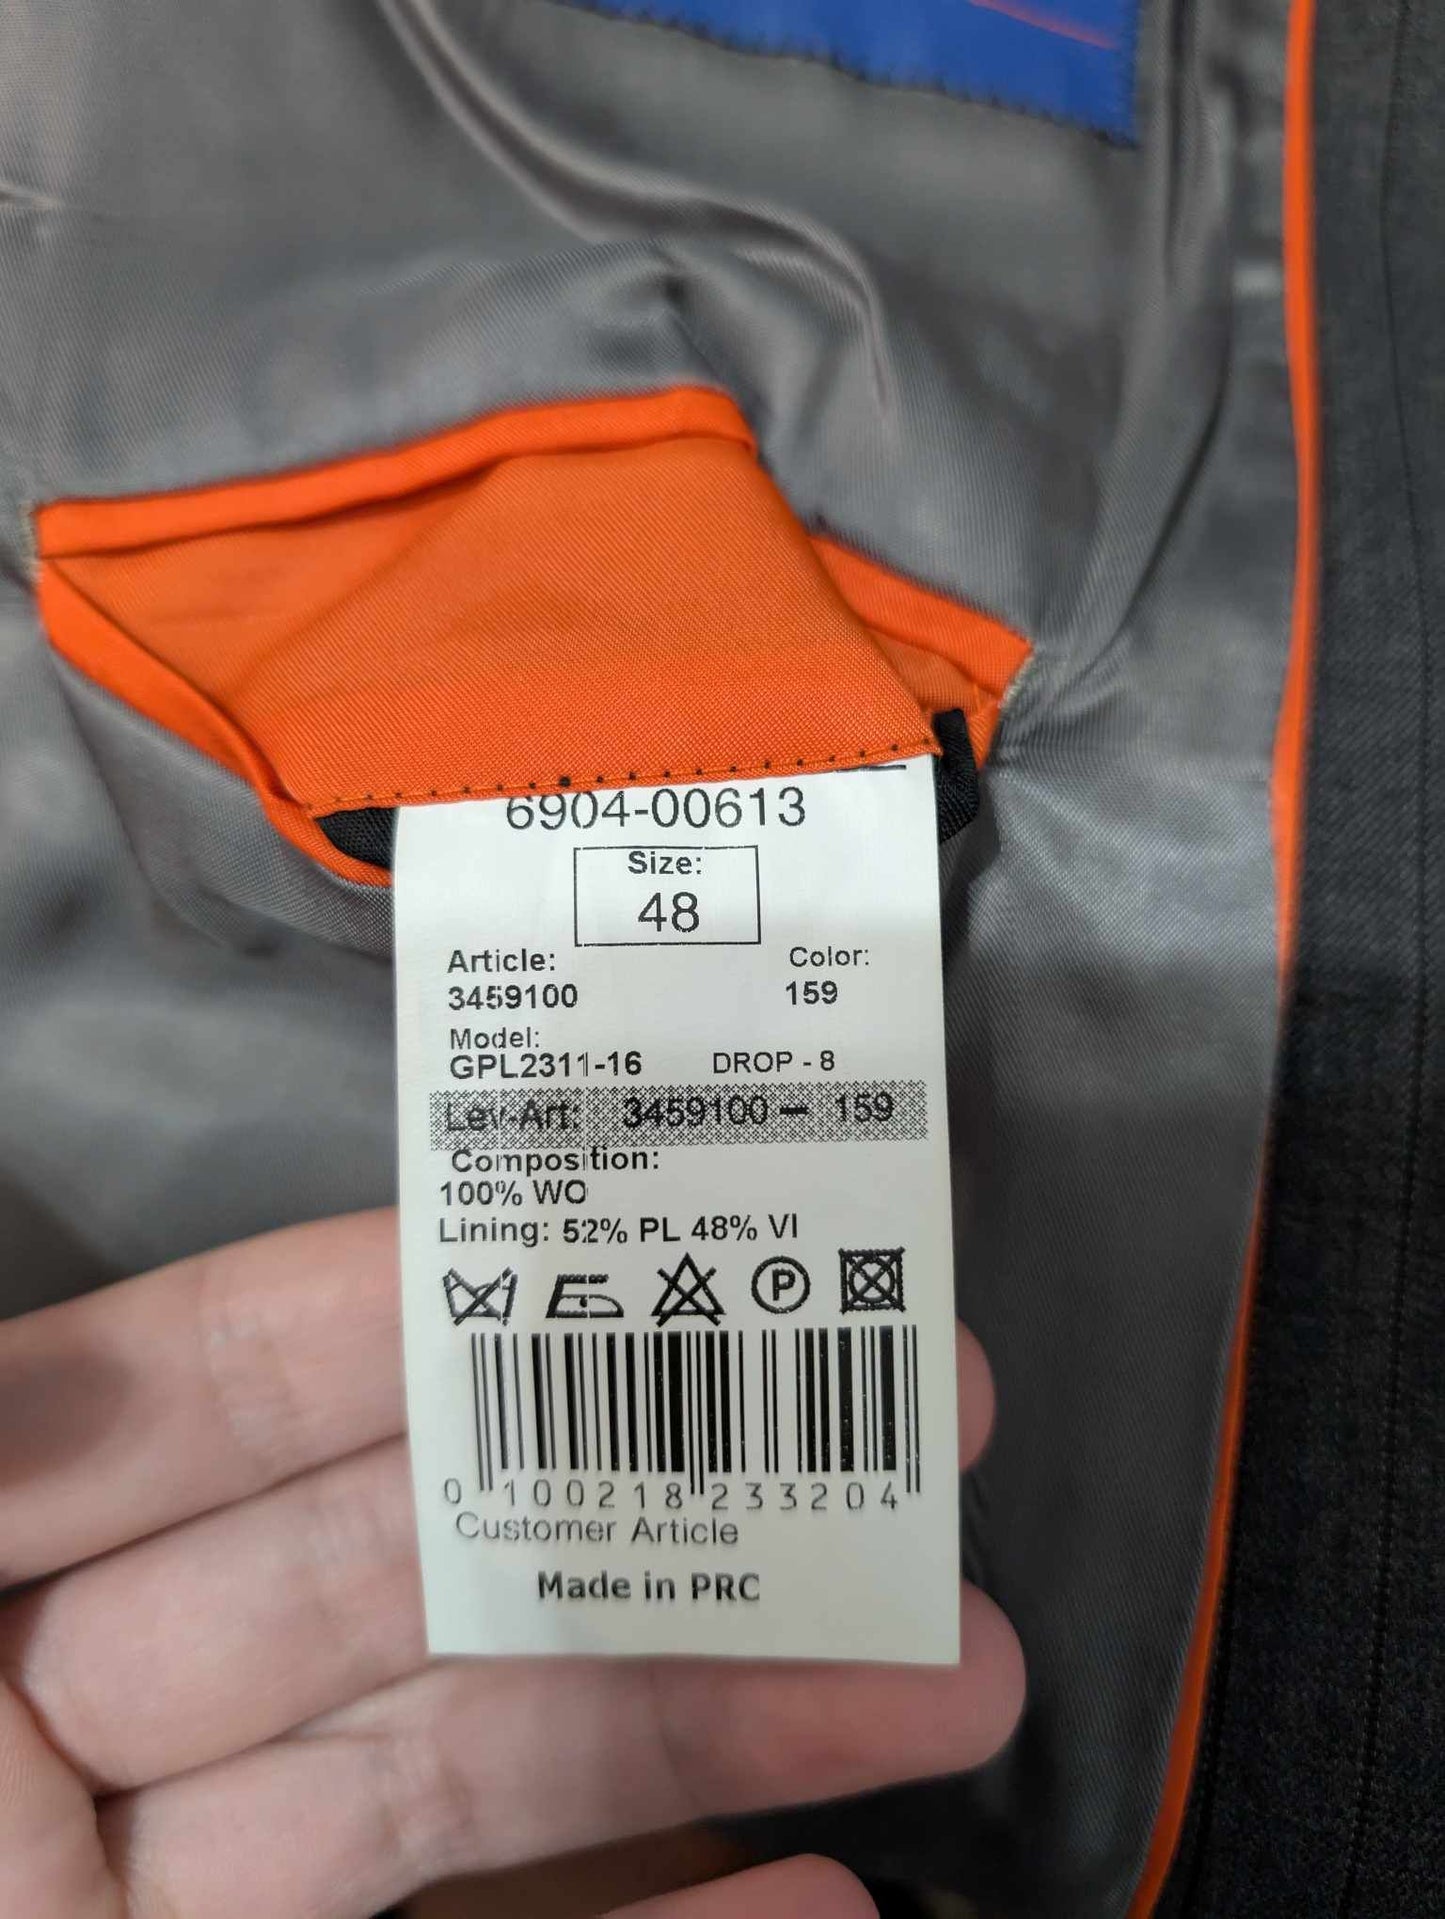 6904-00613
Size:
48
Article: Color:
3459100 159
Model:
GPL2311-16 DROP - 8
Lev-Art: 3459100 - 159
Composition:
100% WO
Lining: 52% PL 48% VI
P
0 100218 233204
Customer Article
Made in PRC